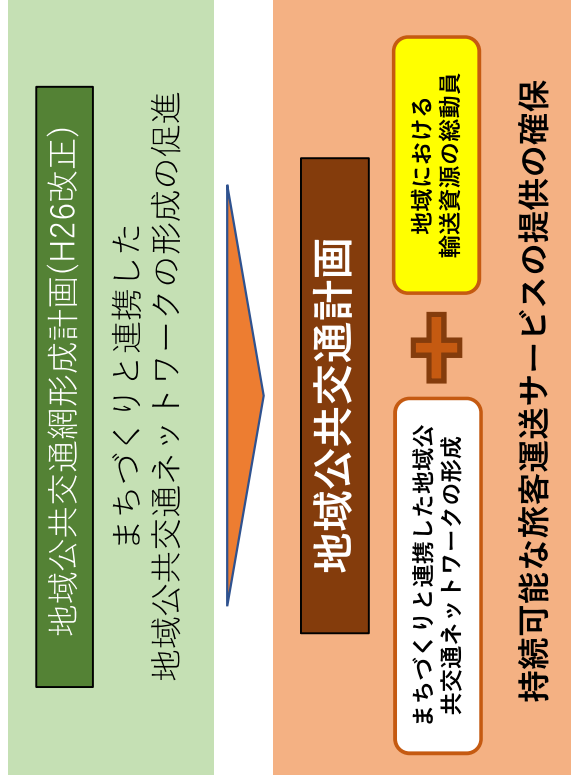 地域公共交通網形成計画(H26改正)
まちづくりと連携した
地域公共交通ネットワークの形成の促進
地域公共交通計画
まちづくりと連携した地域公
共交通ネットワークの形成
地域における
輸送資源の総動員
持続可能な旅客運送サービスの提供の確保